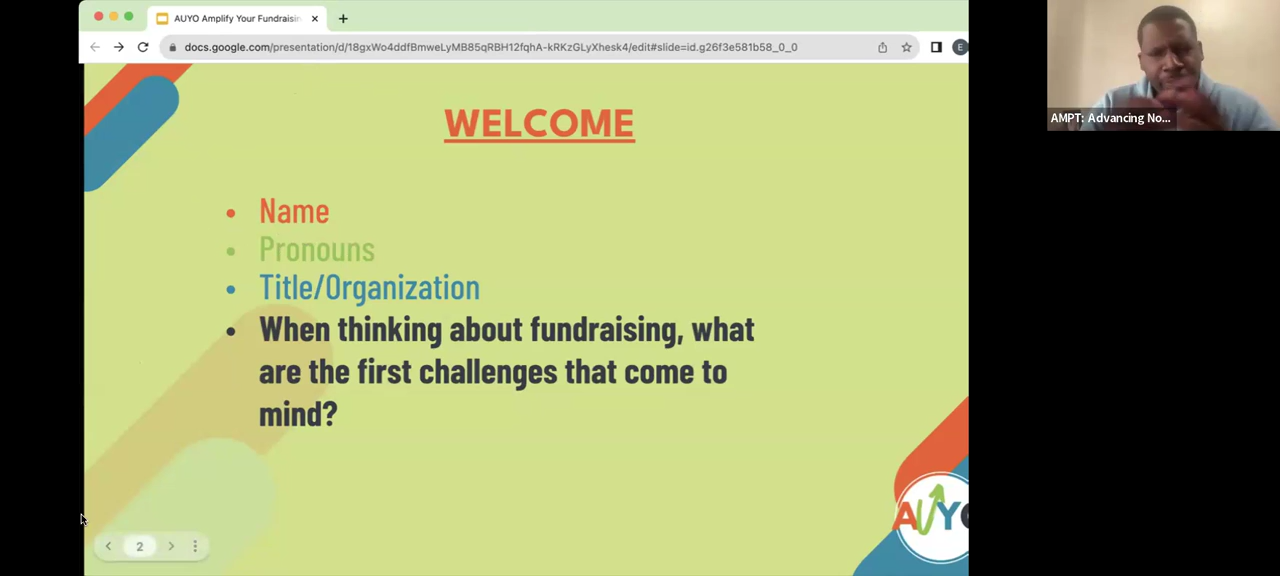 AUYO Amplify Your Fundraisin
docs.google.com/presentation/d/18gxWo4ddfBmweLyMB85qRBH12fqhA-kRKzGLyXhesk4/edit#slide=id.g26f3e581b58_0_0
E
AMPT: Advancing No...
WELCOME
• Name
• Pronouns
• Title/Organization
• When thinking about fundraising, what
are the first challenges that come to
mind?
AUYO
2